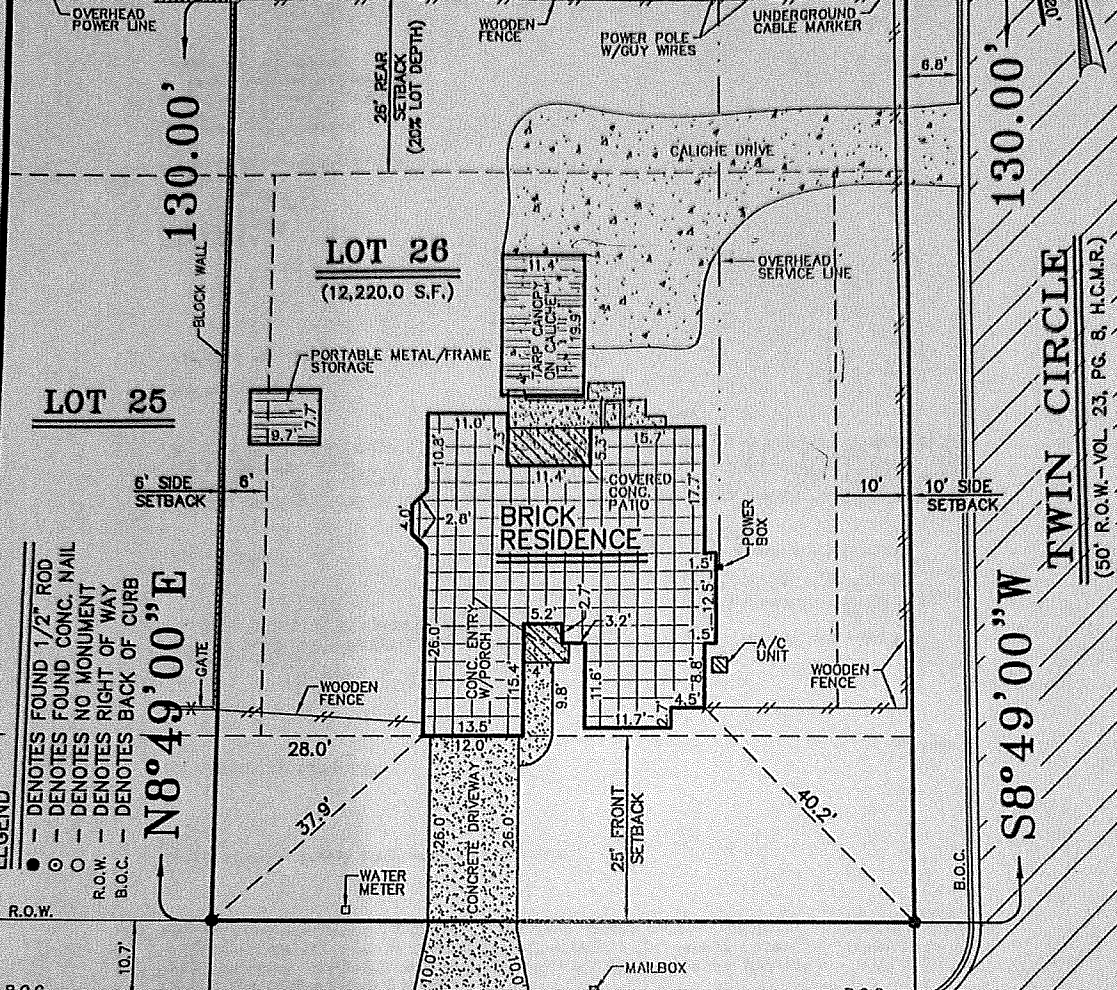 OVERHEAD
POWER LINE
WOODEN
FENCE
POWER POLE
W/GUY WIRES
UNDERGROUND
CABLE MARKER
26' REAR
SETBACK
(20% LOT DEPTH)
6.8'
130.00'
130.00'
CALICHE DRIVE
BLOCK WALL
LOT 26
(12,220.0 S.F.)
OVERHEAD
SERVICE LINE
11.4'
TARP CANOPY
ON CALICHE
19.9'
PORTABLE METAL/FRAME
STORAGE
9.7'
7.7'
LOT 25
TWIN CIRCLE
(50' R.O.W.-VOL. 23, PG. 8, H.C.M.R.)
11.0'
10.8'
7.3'
5.3'
15.7'
11.4'
COVERED
CONC.
PATIO
17.7'
6' SIDE
SETBACK
6'
10'
10' SIDE
SETBACK
4.0'
2.8'
BRICK
RESIDENCE
POWER
BOX
1.5'
12.5'
1.5'
5.2'
2.7'
3.2'
CONC. ENTRY
W/PORCH
26.0'
15.4'
4'
9.8'
11.6'
8.8'
4.5'
2.7'
11.7'
13.5'
12.0'
A/C
UNIT
WOODEN
FENCE
WOODEN
FENCE
GATE
28.0'
LEGEND
- DENOTES FOUND 1/2" ROD
- DENOTES FOUND CONC. NAIL
- DENOTES NO MONUMENT
R.O.W. - DENOTES RIGHT OF WAY
B.O.C. - DENOTES BACK OF CURB
N8°49'00"E
S8°49'00"W
37.9'
40.2'
26.0'
CONCRETE DRIVEWAY
26.0'
25' FRONT
SETBACK
WATER
METER
B.O.C.
R.O.W.
10.7'
10.0'
10.0'
MAILBOX
B.O.C.
B.O.C.